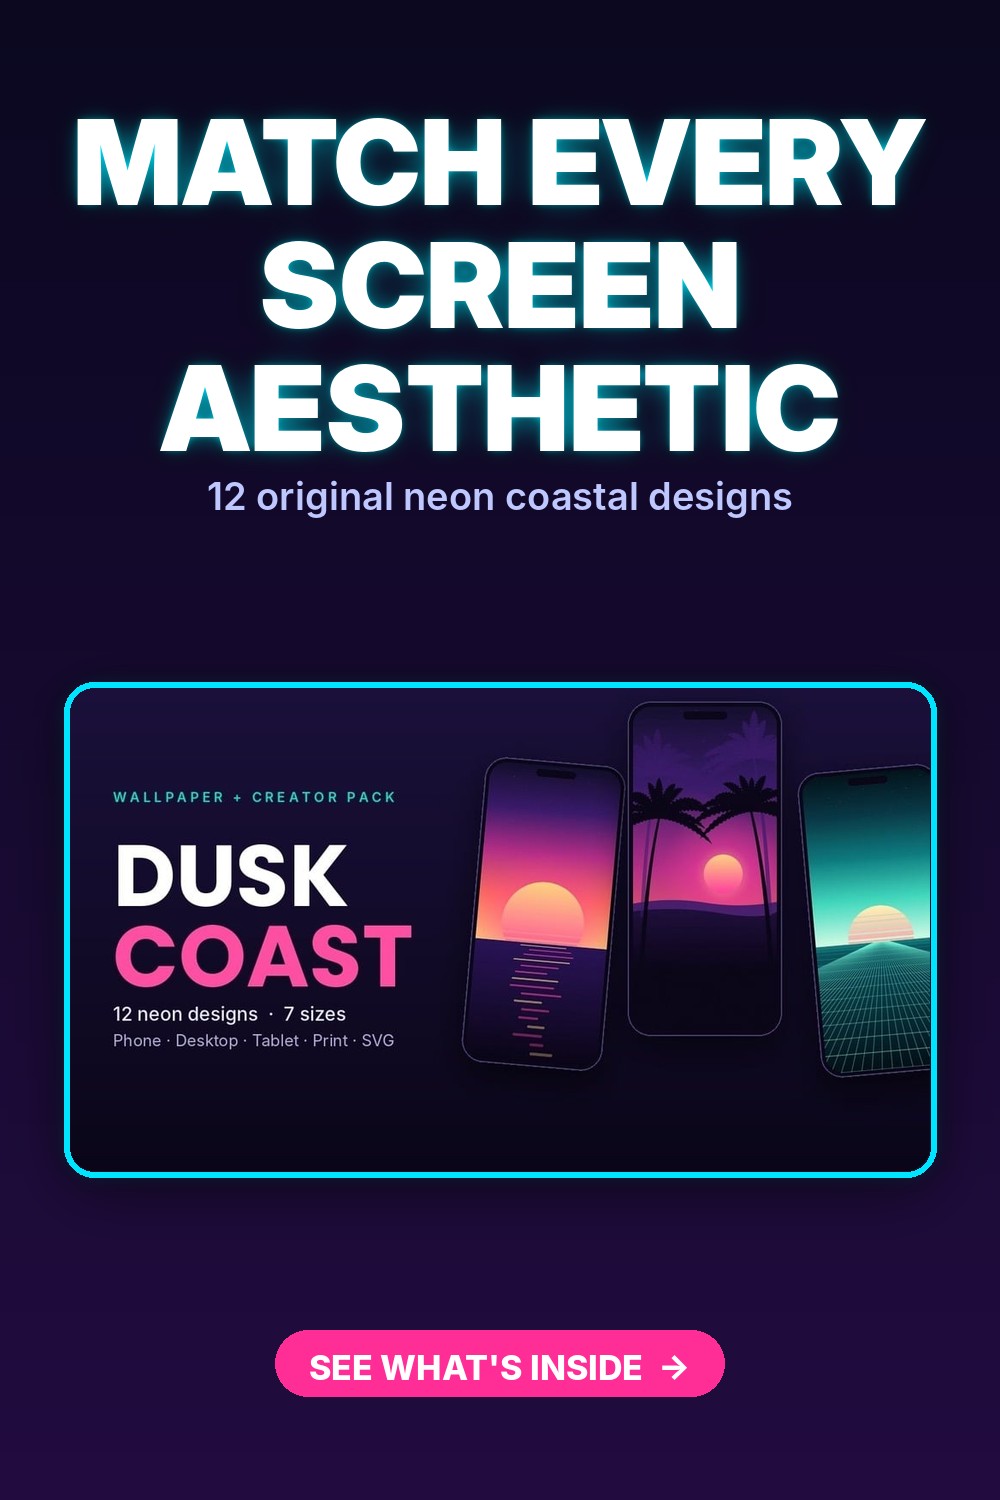 MATCH EVERY
SCREEN
AESTHETIC
12 original neon coastal designs
WALLPAPER + CREATOR PACK
DUSK
COAST
12 neon designs · 7 sizes
Phone · Desktop · Tablet · Print · SVG
SEE WHAT'S INSIDE →